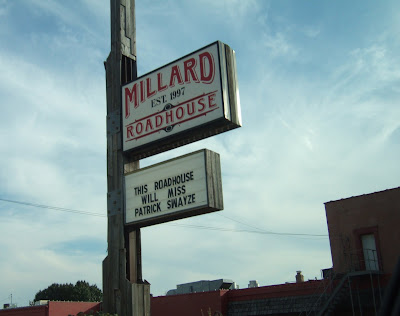 MILLARD
EST. 1997
ROADHOUSE
THIS ROADHOUSE
WILL MISS
PATRICK SWAYZE